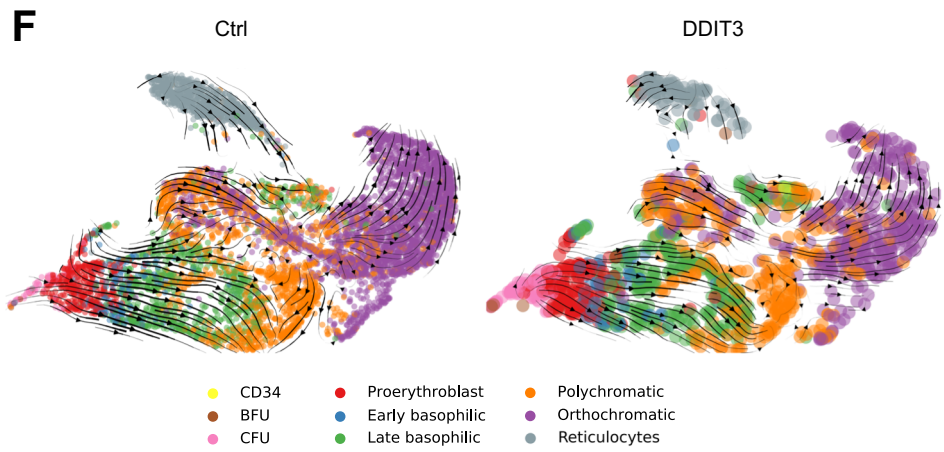 F
Ctrl DDIT3
CD34 Proerythroblast Polychromatic
BFU Early basophilic Orthochromatic
CFU Late basophilic Reticulocytes